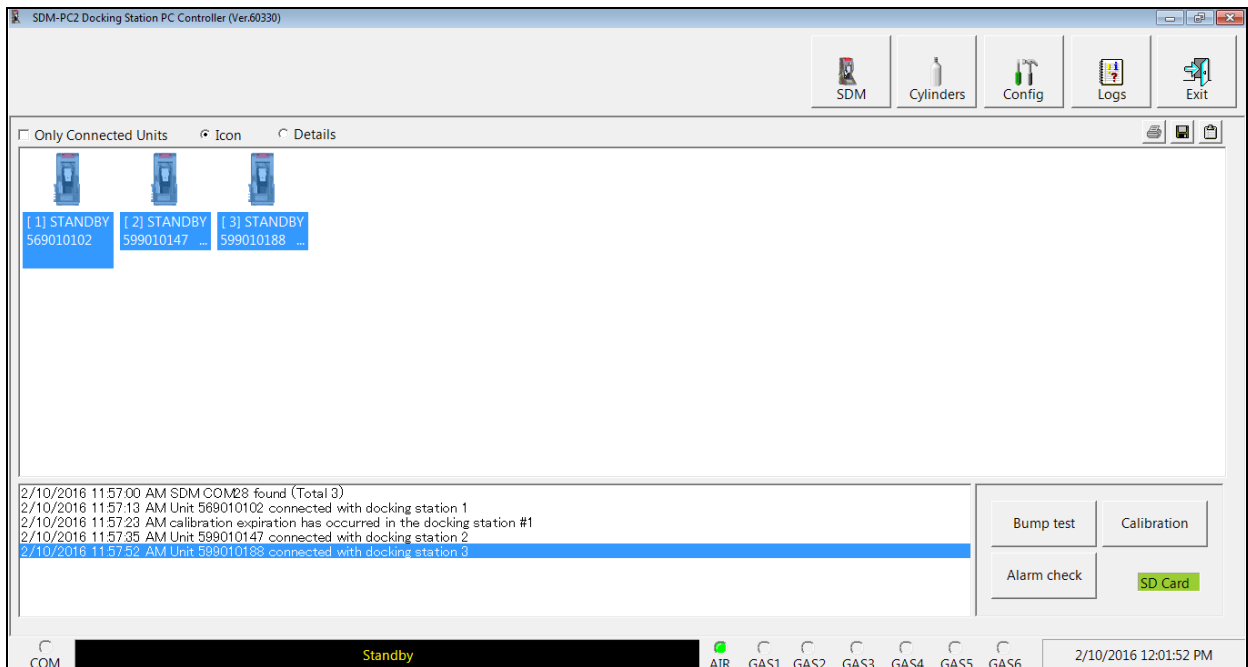 SDM-PC2 Docking Station PC Controller (Ver.60330)
SDM Cylinders Config Logs Exit
Only Connected Units Icon Details
[ 1] STANDBY [ 2] STANDBY [ 3] STANDBY
569010102 599010147 ... 599010188 ...
2/10/2016 11:57:00 AM SDM COM28 found (Total 3)
2/10/2016 11:57:13 AM Unit 569010102 connected with docking station 1
2/10/2016 11:57:23 AM calibration expiration has occurred in the docking station #1
2/10/2016 11:57:35 AM Unit 599010147 connected with docking station 2
2/10/2016 11:57:52 AM Unit 599010188 connected with docking station 3
Bump test Calibration
Alarm check SD Card
COM Standby AIR GAS1 GAS2 GAS3 GAS4 GAS5 GAS6 2/10/2016 12:01:52 PM